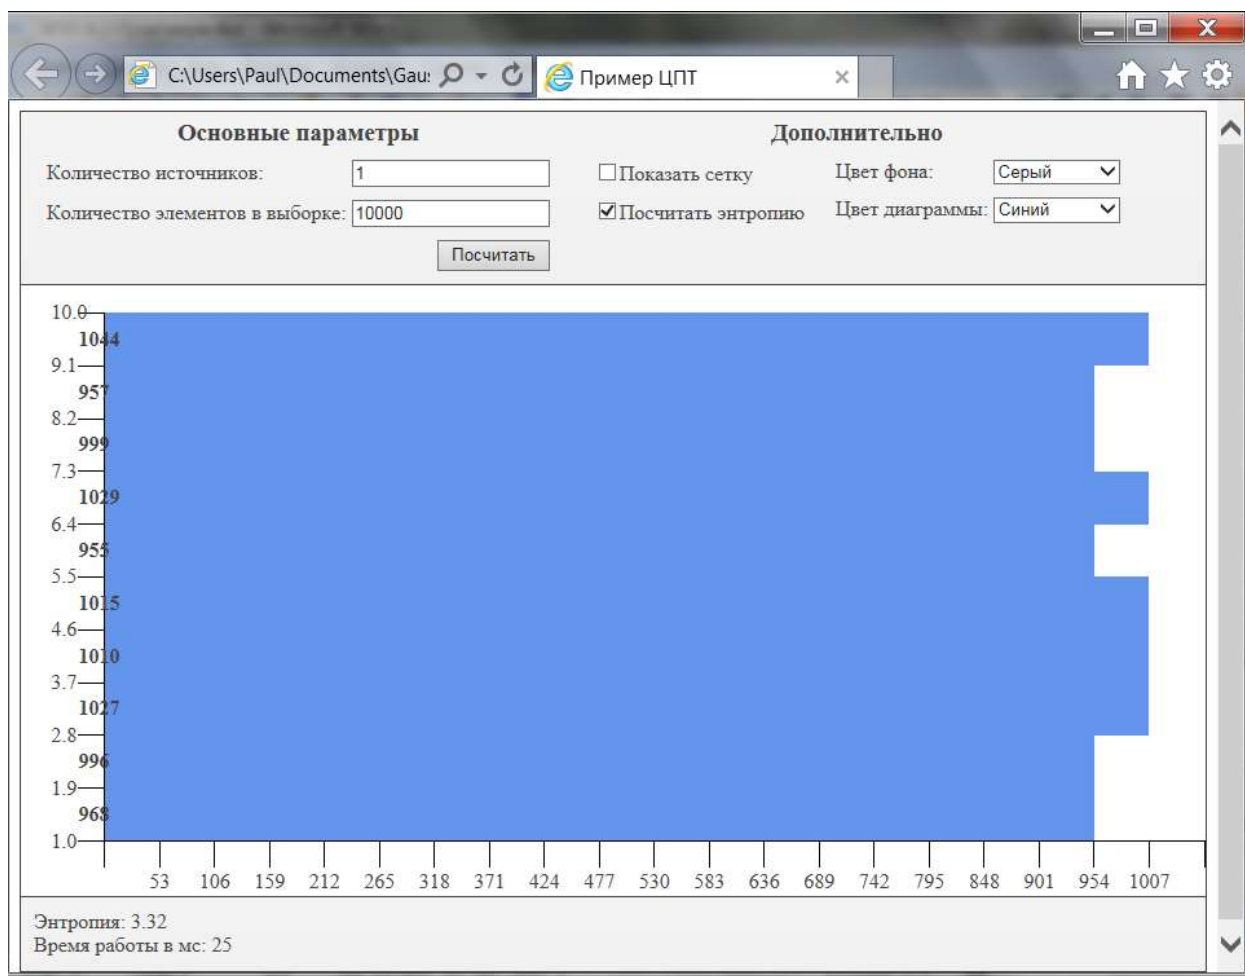 C:\Users\Paul\Documents\Gau:
Пример ЦПТ
Основные параметры
Дополнительно
Количество источников: 1
Показать сетку
Цвет фона: Серый
Количество элементов в выборке: 10000
Посчитать энтропию
Цвет диаграммы: Синий
Посчитать
10.0
1044
9.1
957
8.2
999
7.3
1029
6.4
955
5.5
1015
4.6
1010
3.7
1027
2.8
996
1.9
968
1.0
53 106 159 212 265 318 371 424 477 530 583 636 689 742 795 848 901 954 1007
Энтропия: 3.32
Время работы в мс: 25